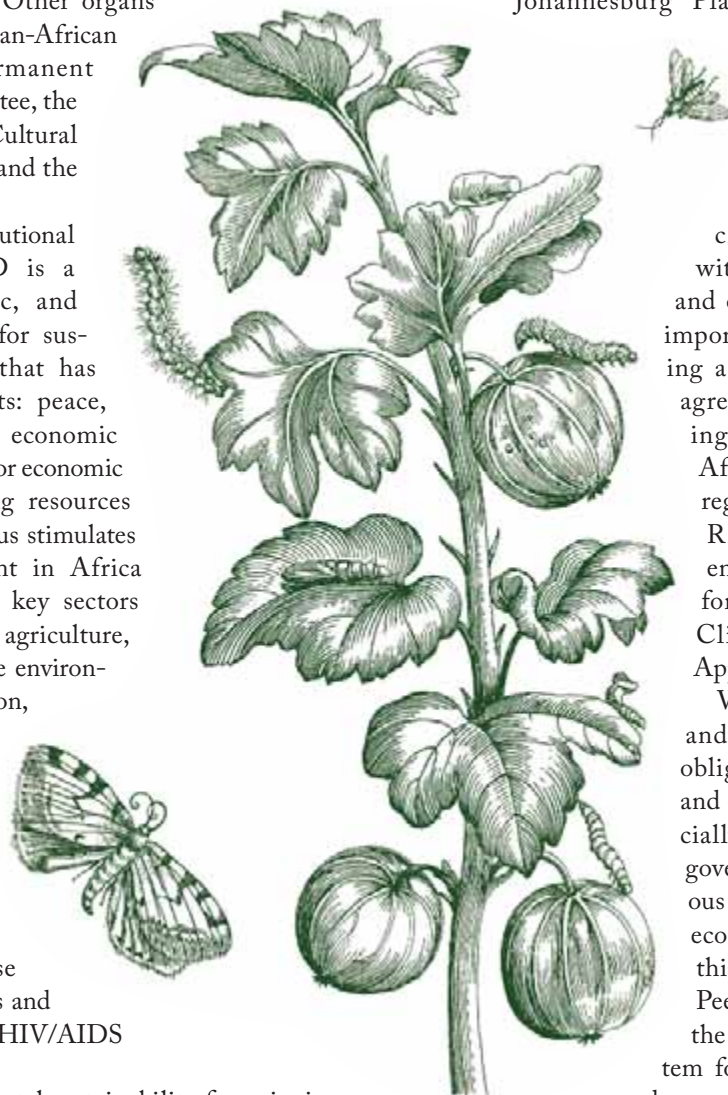 Other organs
an-African
rmanent
tee, the
Cultural
and the
utional
D is a
c, and
for sus-
that has
ts: peace,
economic
or economic
g resources
us stimulates
nt in Africa
key sectors
agriculture,
e environ-
on,
se
s and
HIV/AIDS
Johannesburg Pla
c
wit
and
impor
ing a
agre
ing
Af
reg
R
en
for
Cli
Ap
and
oblig
and
ciall
gove
ous
eco
thi
Pee
the
tem fo